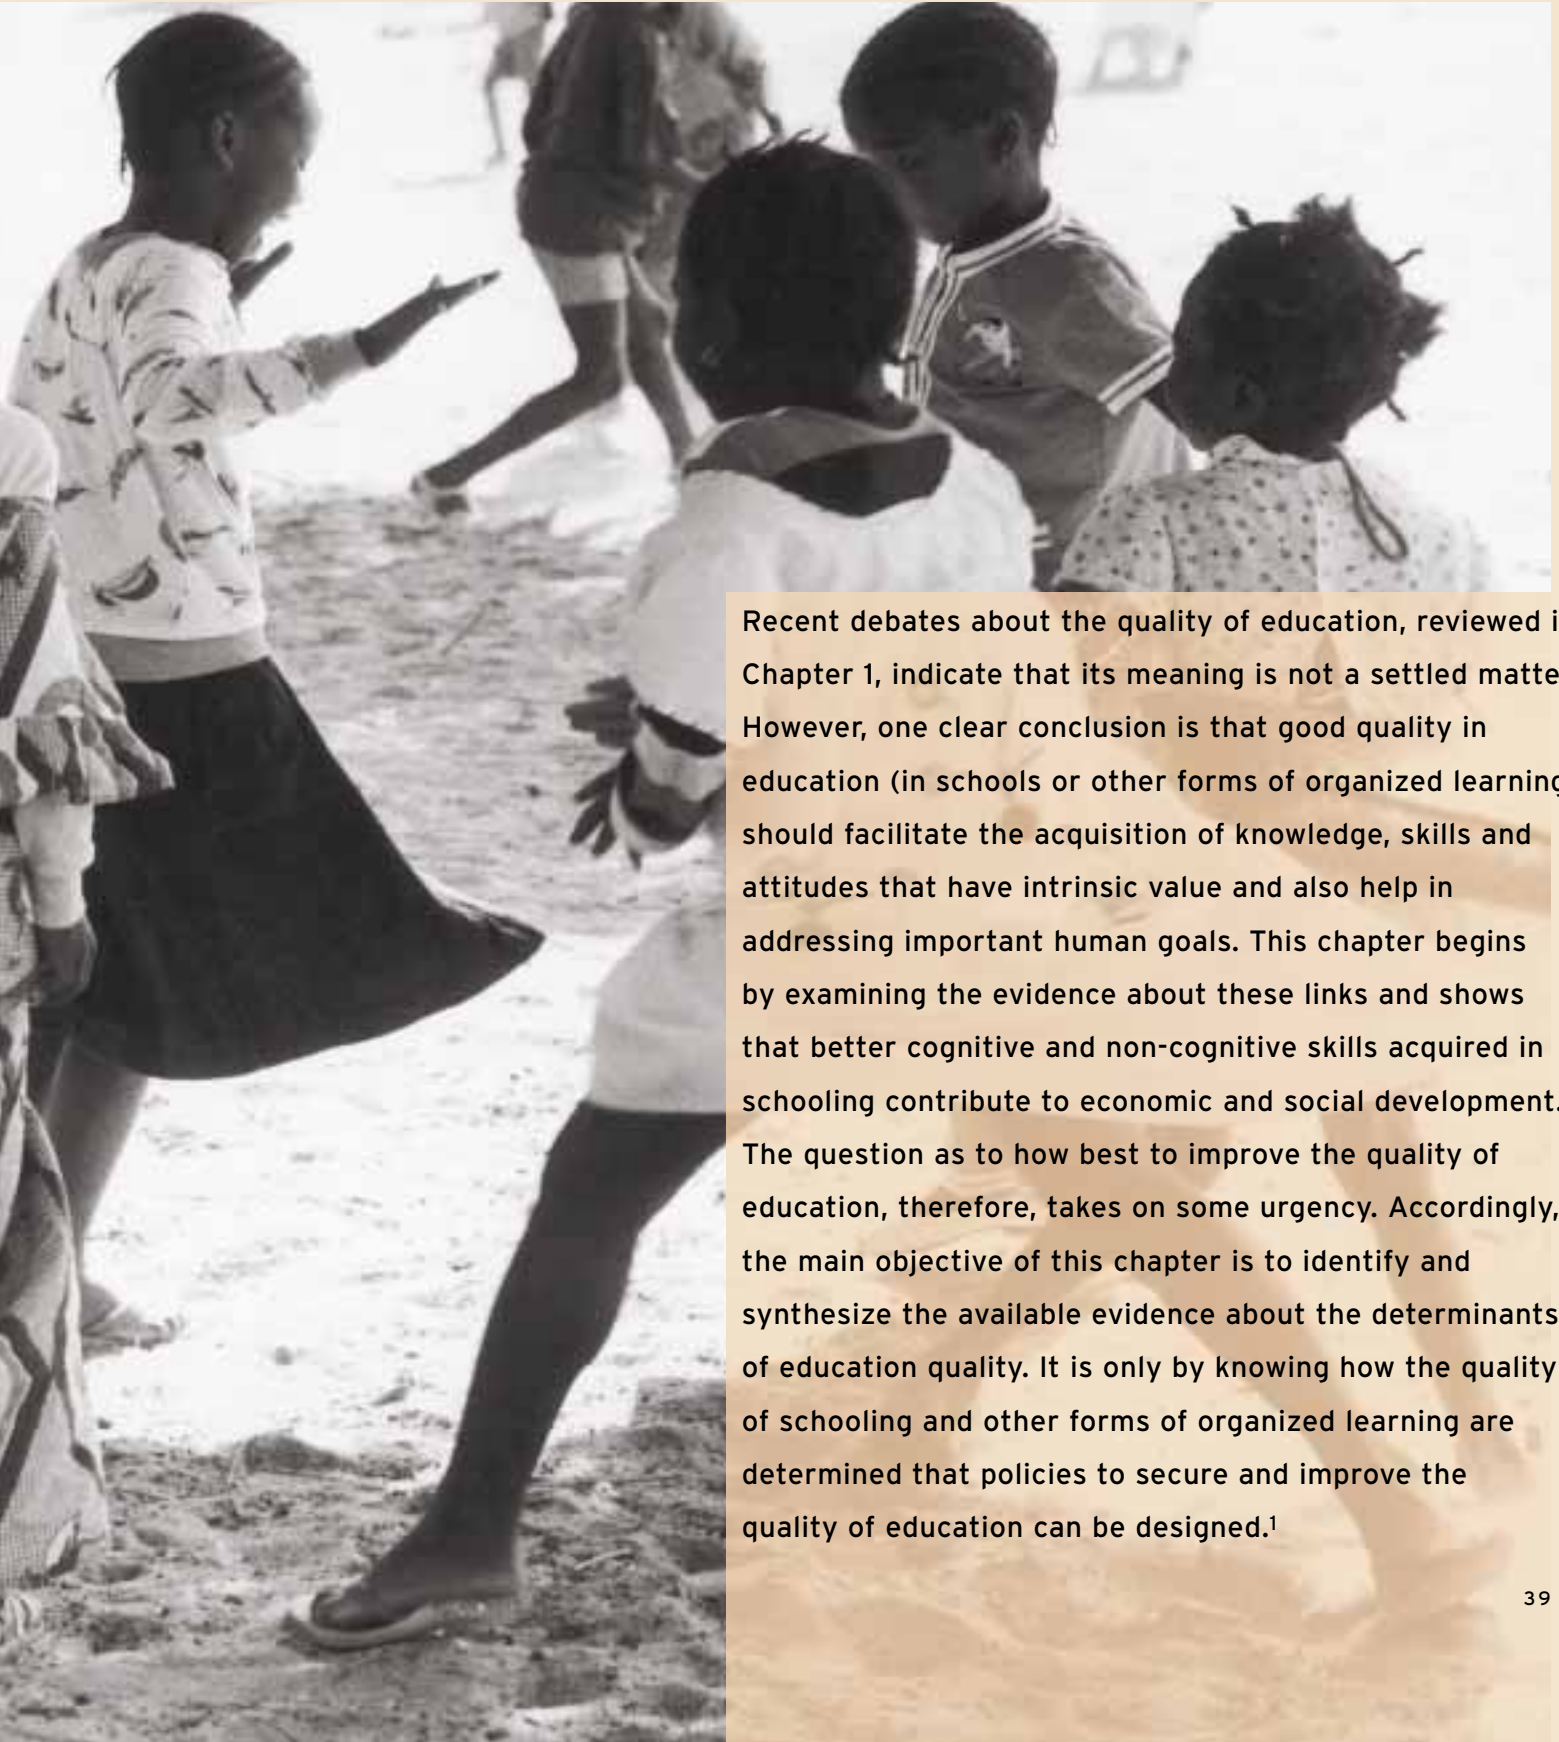 Recent debates about the quality of education, reviewed i
Chapter 1, indicate that its meaning is not a settled matte
However, one clear conclusion is that good quality in
education (in schools or other forms of organized learning
should facilitate the acquisition of knowledge, skills and
attitudes that have intrinsic value and also help in
addressing important human goals. This chapter begins
by examining the evidence about these links and shows
that better cognitive and non-cognitive skills acquired in
schooling contribute to economic and social development.
The question as to how best to improve the quality of
education, therefore, takes on some urgency. Accordingly,
the main objective of this chapter is to identify and
synthesize the available evidence about the determinants
of education quality. It is only by knowing how the quality
of schooling and other forms of organized learning are
determined that policies to secure and improve the
quality of education can be designed.¹
39